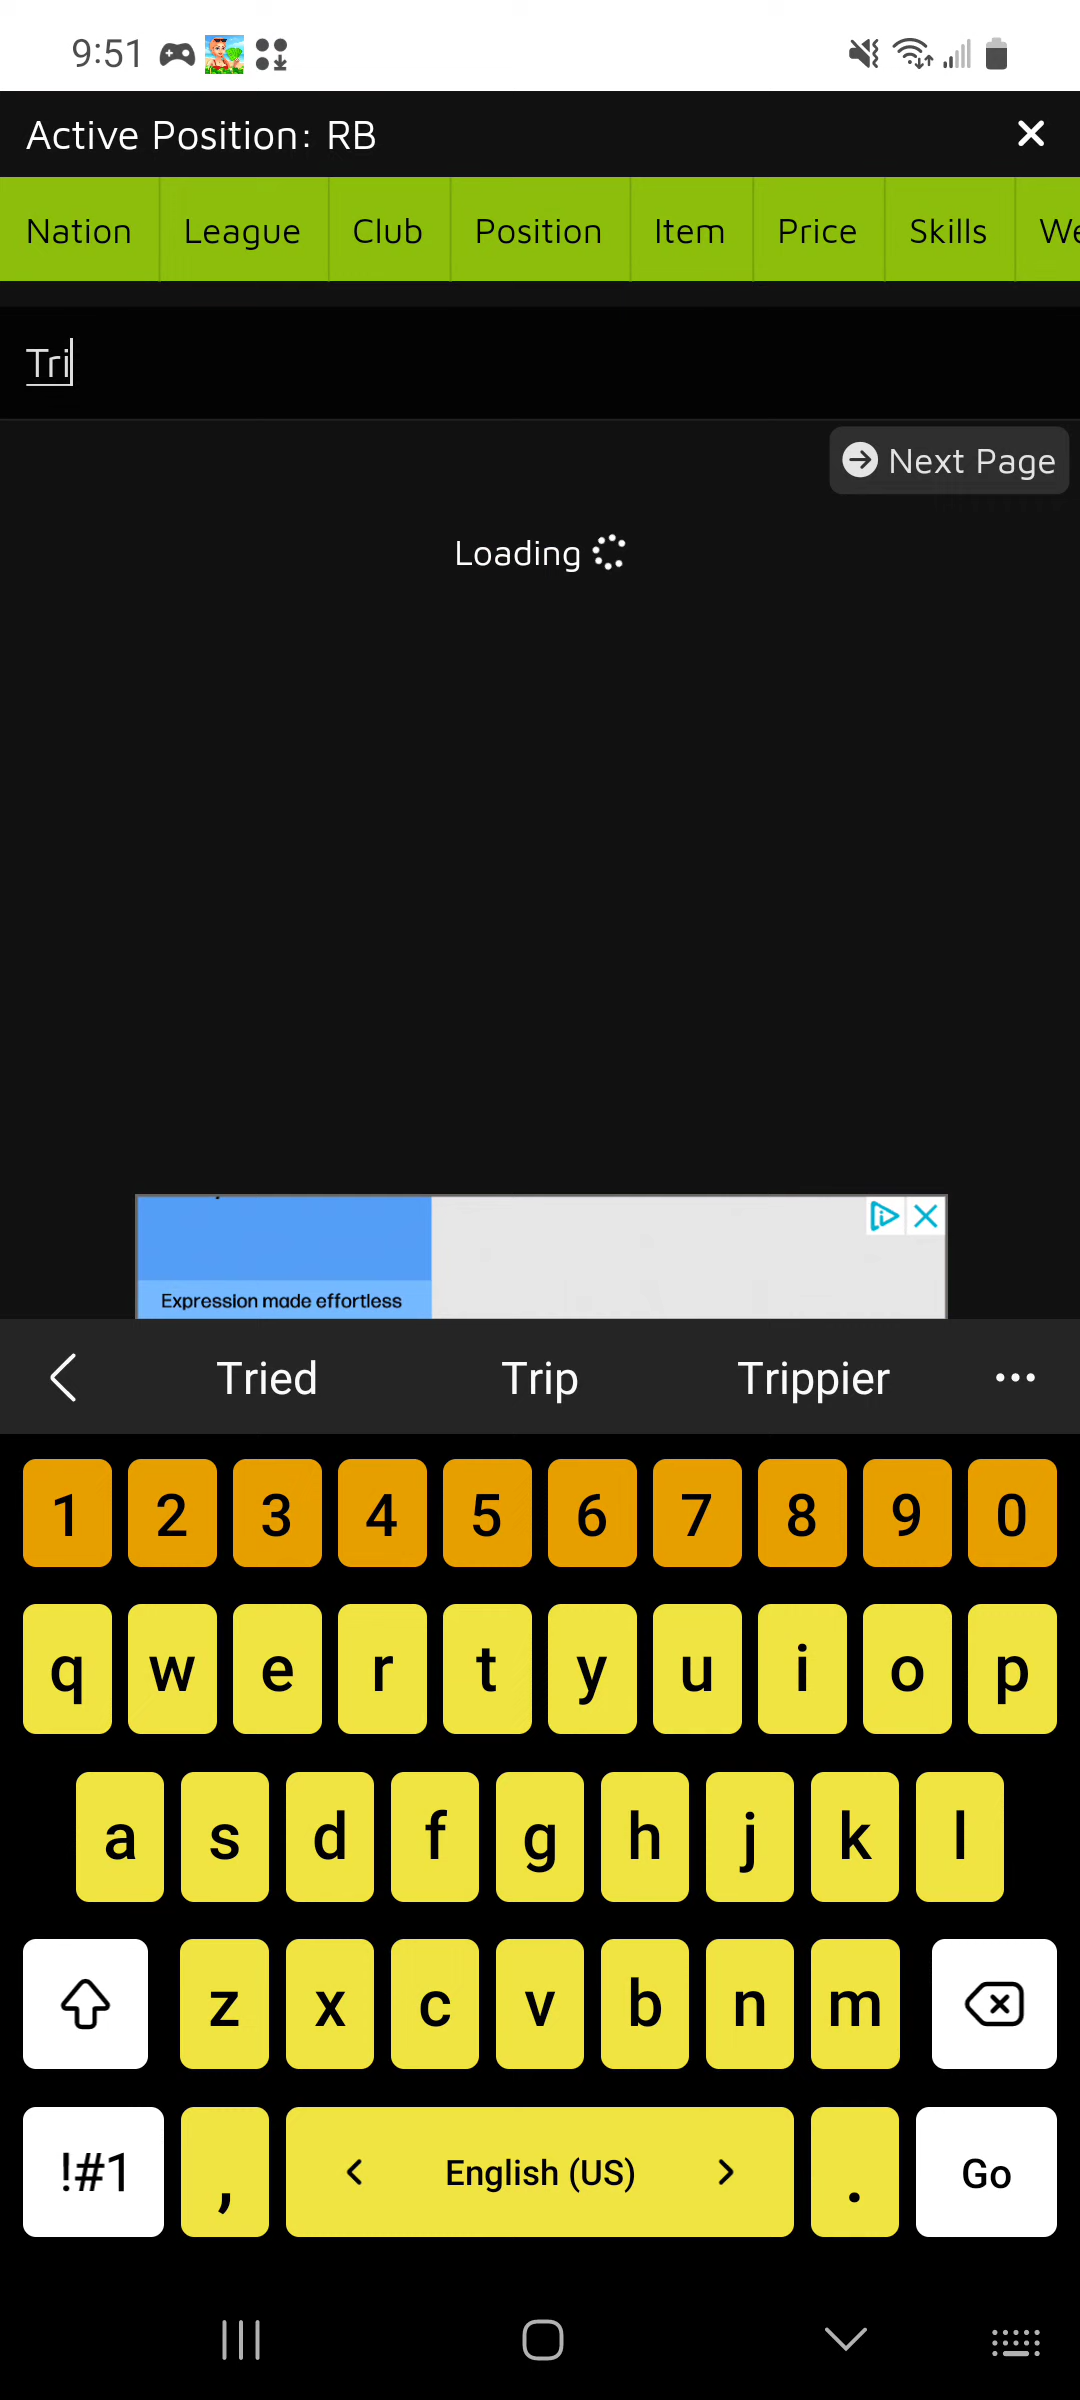 9:51
Active Position: RB
Nation League Club Position Item Price Skills We
Tri
Next Page
Loading
Expression made effortless
Tried Trip Trippier
1 2 3 4 5 6 7 8 9 0
q w e r t y u i o p
a s d f g h j k l
z x c v b n m
!#1 , English (US) . Go